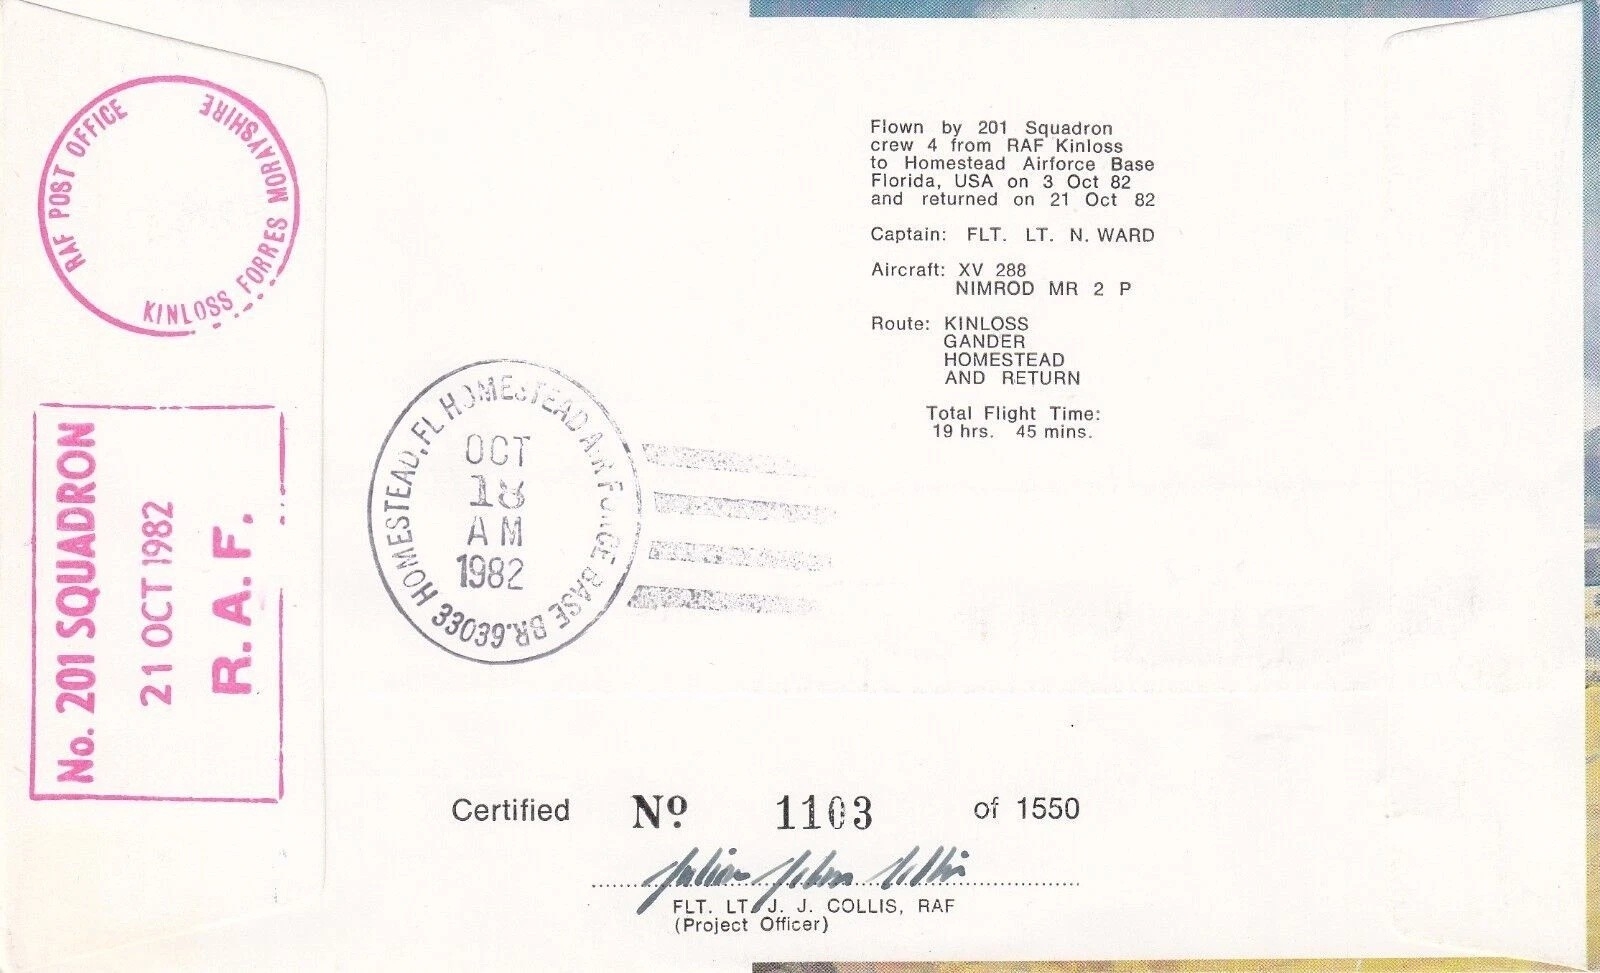 RAF POST OFFICE
KINLOSS FORRES MORAYSHIRE
No. 201 SQUADRON
21 OCT 1982
R.A.F.
Flown by 201 Squadron
crew 4 from RAF Kinloss
to Homestead Airforce Base
Florida, USA on 3 Oct 82
and returned on 21 Oct 82
Captain: FLT. LT. N. WARD
Aircraft: XV 288
NIMROD MR 2 P
Route: KINLOSS
GANDER
HOMESTEAD
AND RETURN
Total Flight Time:
19 hrs. 45 mins.
HOMESTEAD, FL HOMESTEAD AIR FORCE BASE BR. 33039
OCT
18
AM
1982
Certified No 1103 of 1550
Julian John Collis
FLT. LT. J. J. COLLIS, RAF
(Project Officer)